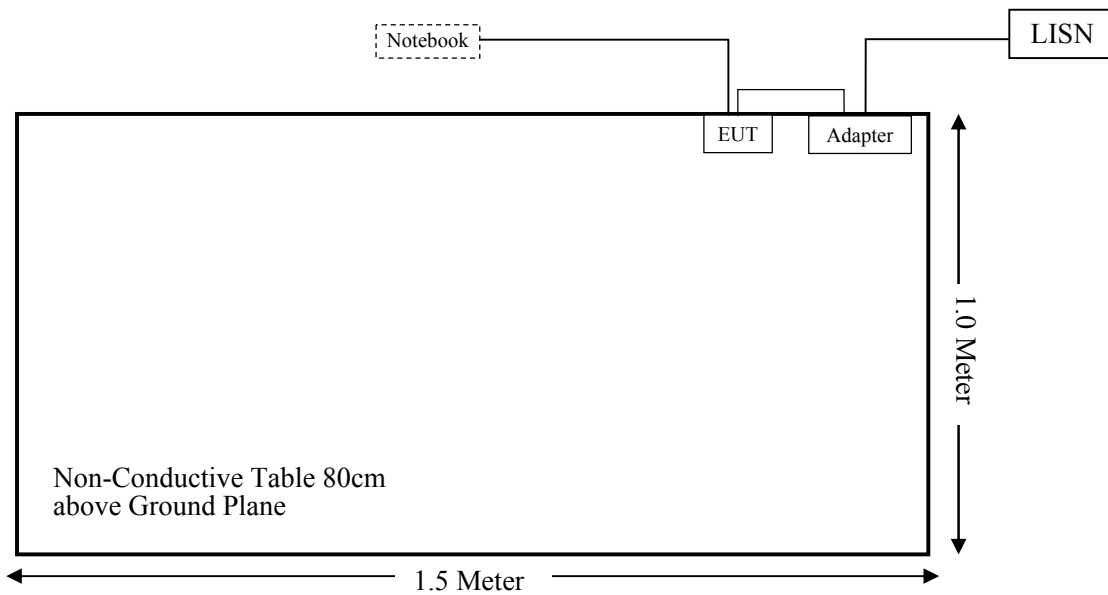 Notebook
LISN
EUT
Adapter
1.0 Meter
Non-Conductive Table 80cm
above Ground Plane
1.5 Meter